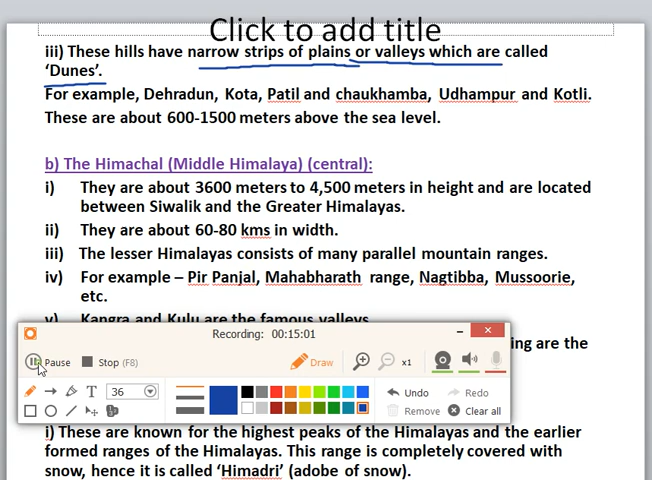 Click to add title
iii) These hills have narrow strips of plains or valleys which are called
‘Dunes’.
For example, Dehradun, Kota, Patil and chaukhamba, Udhampur and Kotli.
These are about 600-1500 meters above the sea level.
b) The Himachal (Middle Himalaya) (central):
i) They are about 3600 meters to 4,500 meters in height and are located
between Siwalik and the Greater Himalayas.
ii) They are about 60-80 kms in width.
iii) The lesser Himalayas consists of many parallel mountain ranges.
iv) For example – Pir Panjal, Mahabharath range, Nagtibba, Mussoorie,
etc.
v) Kangra and Kulu are the famous valleys
ing are the
Recording: 00:15:01
Pause
Stop (F8)
Draw
x1
T
36
Undo
Redo
Remove
Clear all
i) These are known for the highest peaks of the Himalayas and the earlier
formed ranges of the Himalayas. This range is completely covered with
snow, hence it is called ‘Himadri’ (adobe of snow).